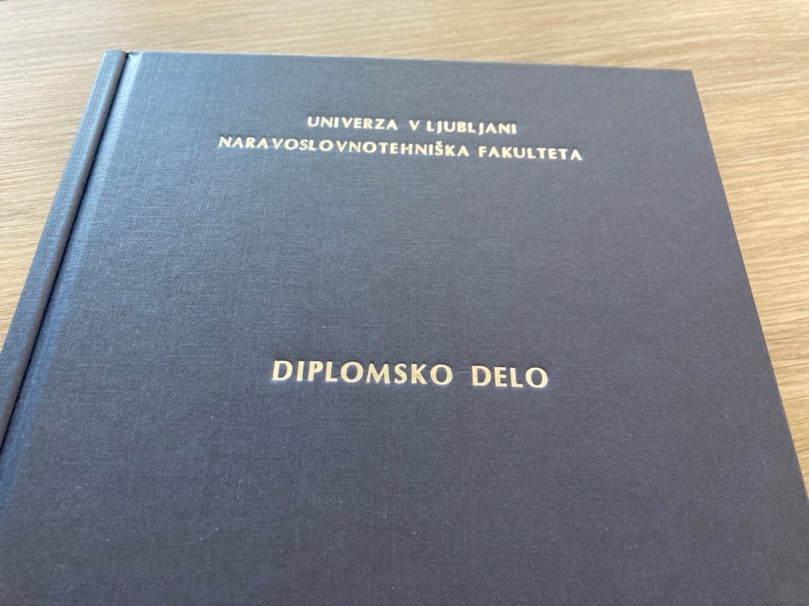 UNIVERZA V LJUBLJANI
NARAVOSLOVNOTEHNIŠKA FAKULTETA
DIPLOMSKO DELO